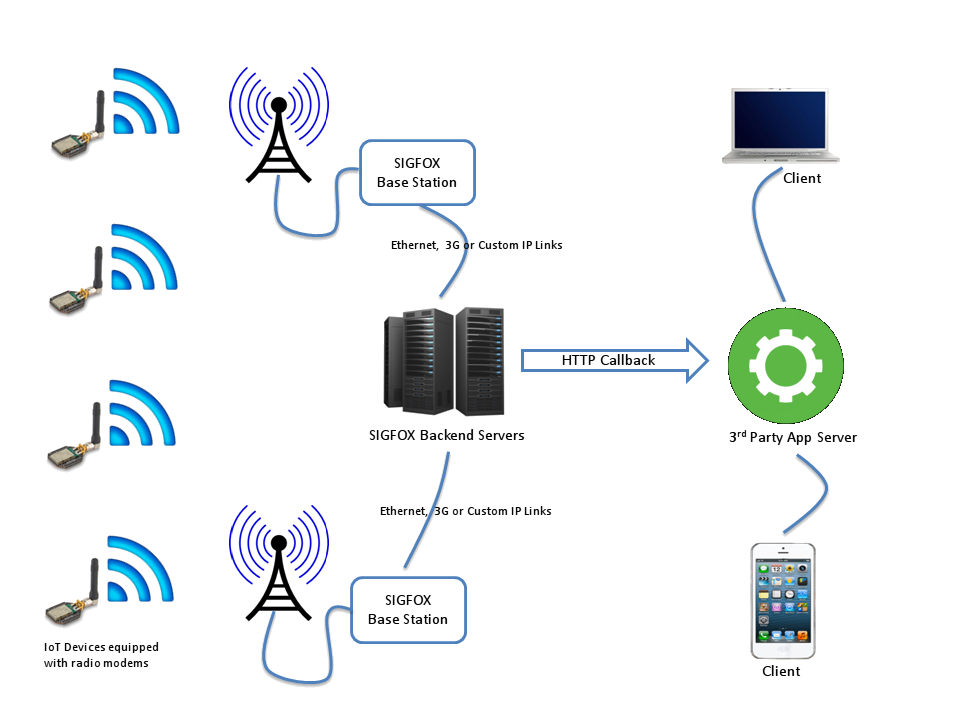 SIGFOX
Base Station
Client
Ethernet, 3G or Custom IP Links
HTTP Callback
SIGFOX Backend Servers
3rd Party App Server
Ethernet, 3G or Custom IP Links
SIGFOX
Base Station
IoT Devices equipped
with radio modems
Client